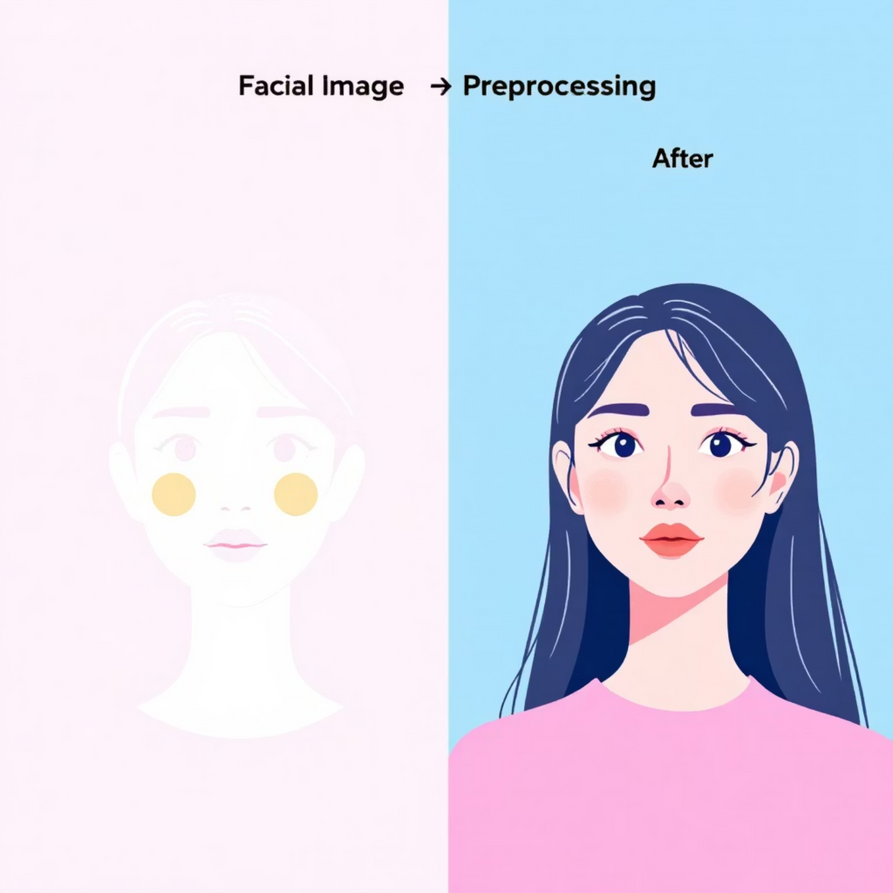 Facial Image → Preprocessing
After